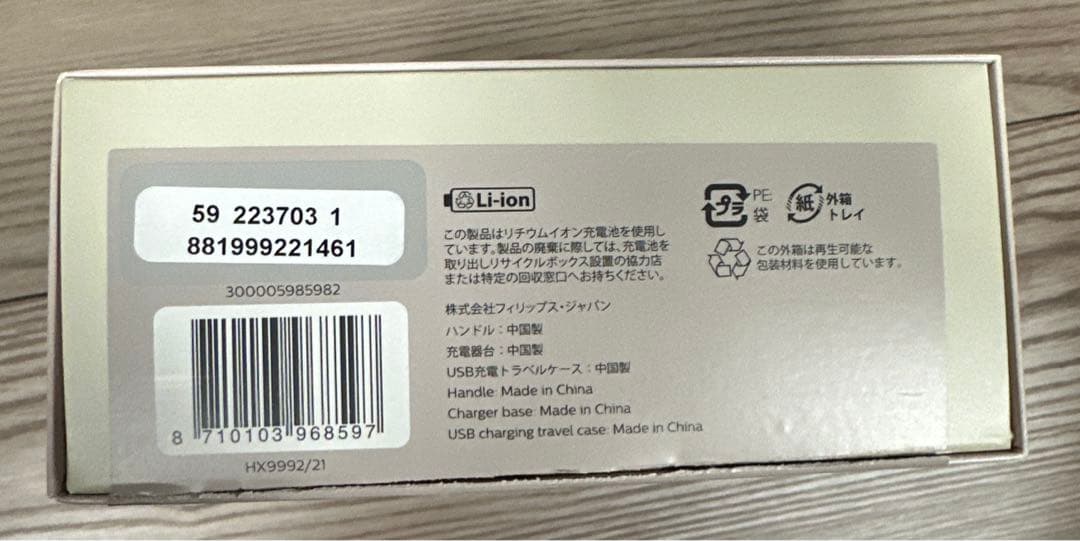 59 223703 1
881999221461
300005985982
8 710103 968597
HX9992/21
Li-ion
この製品はリチウムイオン充電池を使用し
ています。製品の廃棄に際しては、充電池を
取り出しリサイクルボックス設置の協力店
または特定の回収窓口へお持ちください。
株式会社フィリップス・ジャパン
ハンドル：中国製
充電器台：中国製
USB充電トラベルケース：中国製
Handle: Made in China
Charger base: Made in China
USB charging travel case: Made in China
プラ
PE
袋
紙
外箱
トレイ
この外箱は再生可能な
包装材料を使用しています。